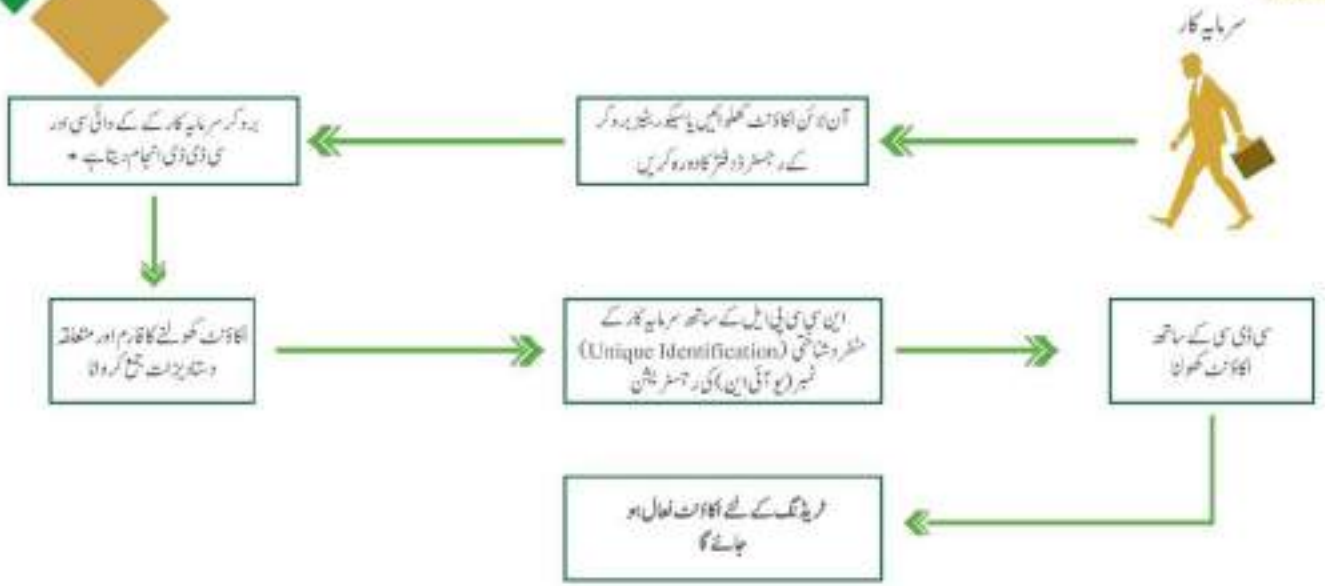 سرمایہ کار
آن لائن اکاؤنٹ کھلوائیں یا سیکیوریٹیز بروکر
کے رجسٹرڈ دفتر کا دورہ کریں
بروکر سرمایہ کار کے کے وائی سی اور
سی ڈی ڈی انجام دیتا ہے *
اکاؤنٹ کھولنے کا فارم اور متعلقہ
دستاویزات جمع کروانا
این سی سی پی ایل کے ساتھ سرمایہ کار کے
منفرد شناختی (Unique Identification)
نمبر (یو آئی این) کی رجسٹریشن
سی ڈی سی کے ساتھ
اکاؤنٹ کھولنا
ٹریڈنگ کے لئے اکاؤنٹ فعال ہو
جائے گا